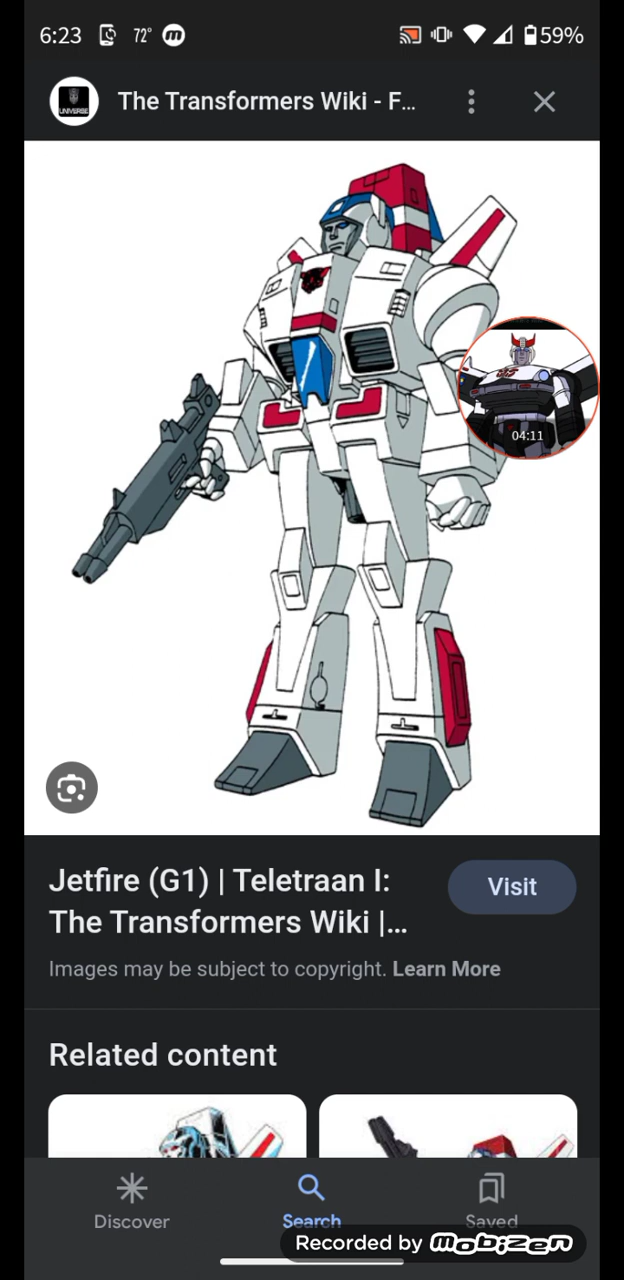 6:23 72° m 59%
UNIVERSE
The Transformers Wiki - F...
04:11
Jetfire (G1) | Teletraan I:
The Transformers Wiki |...
Visit
Images may be subject to copyright. Learn More
Related content
Discover
Search
Saved
Recorded by mobizen